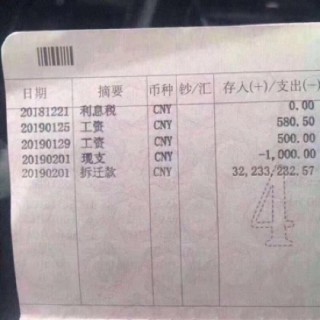 日期 摘要 币种 钞/汇 存入(+)/支出(-)
20181221 利息税 CNY 0.00
20190125 工资 CNY 580.50
20190129 工资 CNY 500.00
20190201 现支 CNY -1,000.00
20190201 拆迁款 CNY 32,233,232.57
4